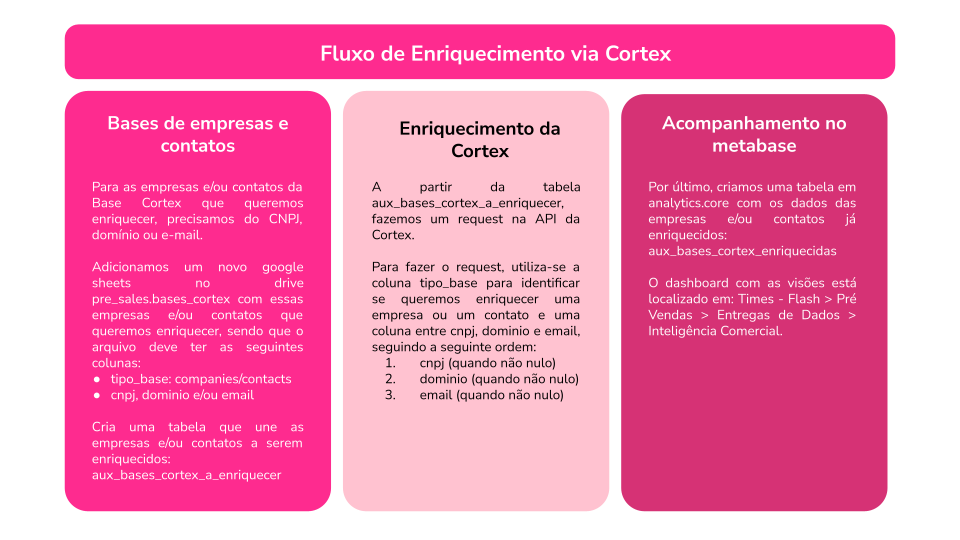 Fluxo de Enriquecimento via Cortex
Bases de empresas e
contatos
Para as empresas e/ou contatos da
Base Cortex que queremos
enriquecer, precisamos do CNPJ,
domínio ou e-mail.
Adicionamos um novo google
sheets no drive
pre_sales.bases_cortex com essas
empresas e/ou contatos que
queremos enriquecer, sendo que o
arquivo deve ter as seguintes
colunas:
● tipo_base: companies/contacts
● cnpj, dominio e/ou email
Cria uma tabela que une as
empresas e/ou contatos a serem
enriquecidos:
aux_bases_cortex_a_enriquecer
Enriquecimento da
Cortex
A partir da tabela
aux_bases_cortex_a_enriquecer,
fazemos um request na API da
Cortex.
Para fazer o request, utiliza-se a
coluna tipo_base para identificar
se queremos enriquecer uma
empresa ou um contato e uma
coluna entre cnpj, dominio e email,
seguindo a seguinte ordem:
1. cnpj (quando não nulo)
2. dominio (quando não nulo)
3. email (quando não nulo)
Acompanhamento no
metabase
Por último, criamos uma tabela em
analytics.core com os dados das
empresas e/ou contatos já
enriquecidos:
aux_bases_cortex_enriquecidas
O dashboard com as visões está
localizado em: Times - Flash > Pré
Vendas > Entregas de Dados >
Inteligência Comercial.